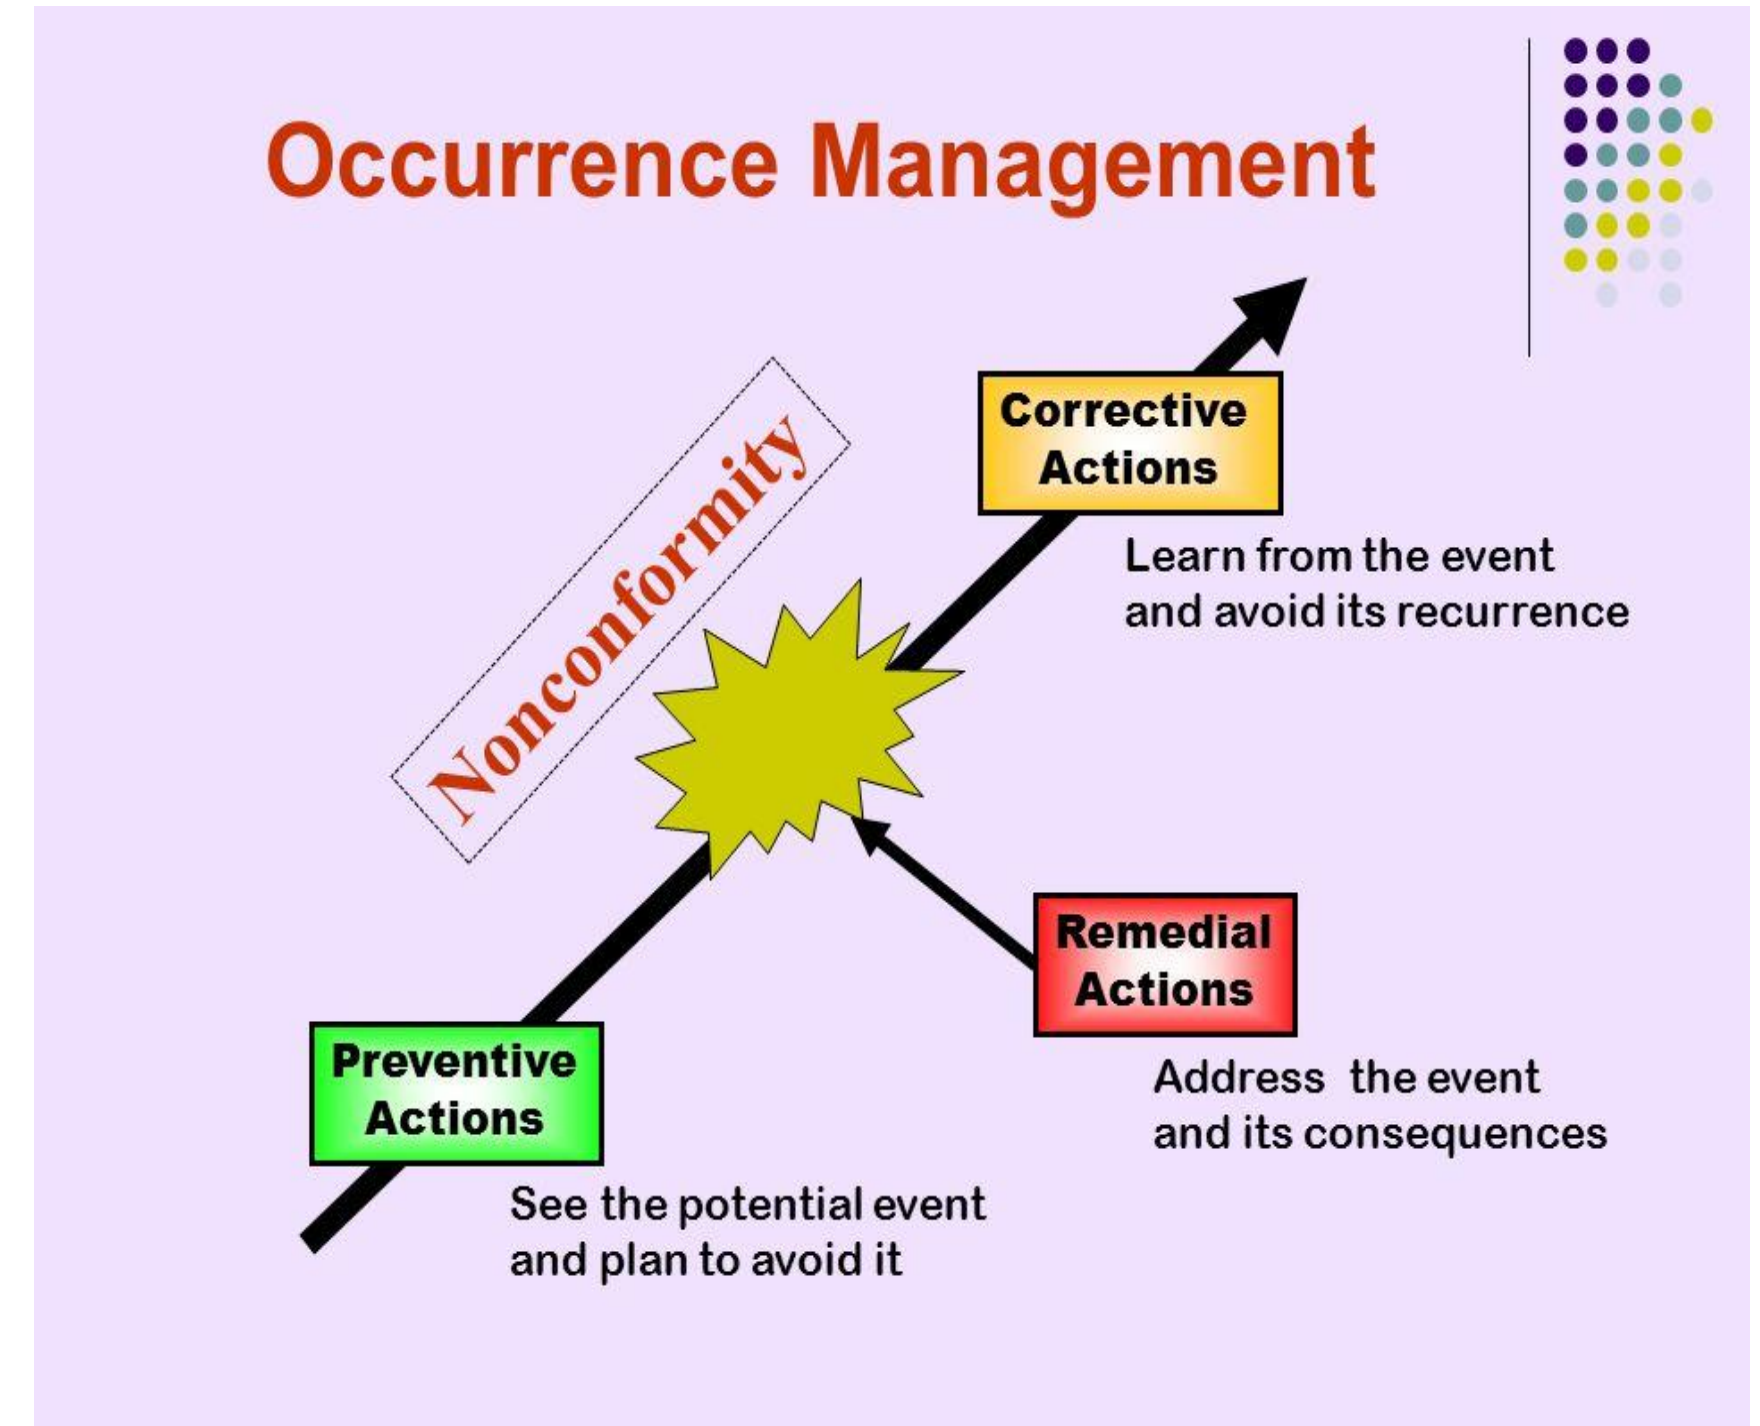 Occurrence Management
Nonconformity
Corrective
Actions
Learn from the event
and avoid its recurrence
Remedial
Actions
Address the event
and its consequences
Preventive
Actions
See the potential event
and plan to avoid it